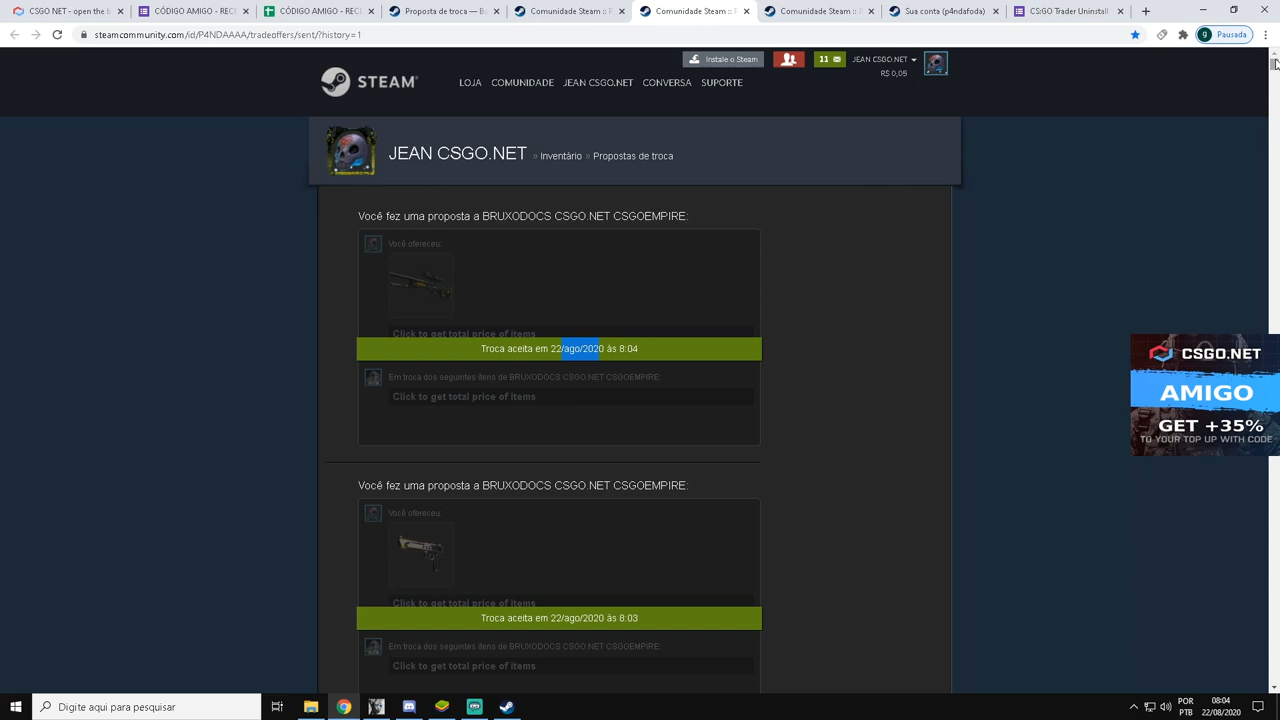 CSGO NET - open the b
CÓDIGO AMIGO - RECE
CÓDIGO AMIGO - RECE
Proposta de troca — Ba
Comunidade Steam :: R
Comunidade Steam :: P
Comunidade Steam :: I
Sua conta (p4ndafoda)
CS:GO Trader Uninstall
steamcommunity.com/id/P4NDAAAA/tradeoffers/sent/?history=1
g Pausada
Instale o Steam
11
JEAN CSGO.NET
R$ 0,05
STEAM
LOJA COMUNIDADE JEAN CSGO.NET CONVERSA SUPORTE
JEAN CSGO.NET » Inventário » Propostas de troca
Você fez uma proposta a BRUXODOCS CSGO.NET CSGOEMPIRE:
Você ofereceu:
Click to get total price of items
Troca aceita em 22/ago/2020 às 8:04
Em troca dos seguintes itens de BRUXODOCS CSGO.NET CSGOEMPIRE:
Click to get total price of items
CSGO.NET
AMIGO
GET +35%
TO YOUR TOP UP WITH CODE
Você fez uma proposta a BRUXODOCS CSGO.NET CSGOEMPIRE:
Você ofereceu:
Click to get total price of items
Troca aceita em 22/ago/2020 às 8:03
Em troca dos seguintes itens de BRUXODOCS CSGO.NET CSGOEMPIRE:
Click to get total price of items
Digite aqui para pesquisar
POR
PTB
08:04
22/08/2020